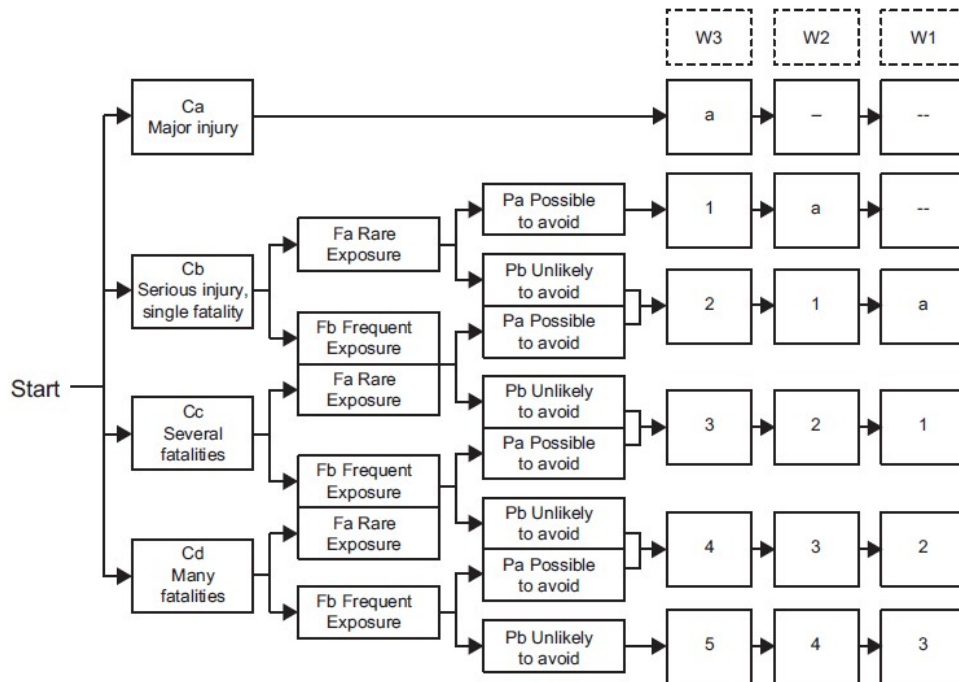 W3 W2 W1
Ca
Major injury
a – --
Pa Possible
to avoid
1 a --
Fa Rare
Exposure
Cb
Serious injury,
single fatality
Pb Unlikely
to avoid
Pa Possible
to avoid
2 1 a
Fb Frequent
Exposure
Fa Rare
Exposure
Start
Cc
Several
fatalities
Pb Unlikely
to avoid
Pa Possible
to avoid
3 2 1
Fb Frequent
Exposure
Fa Rare
Exposure
Cd
Many
fatalities
Pb Unlikely
to avoid
Pa Possible
to avoid
4 3 2
Fb Frequent
Exposure
Pb Unlikely
to avoid
5 4 3